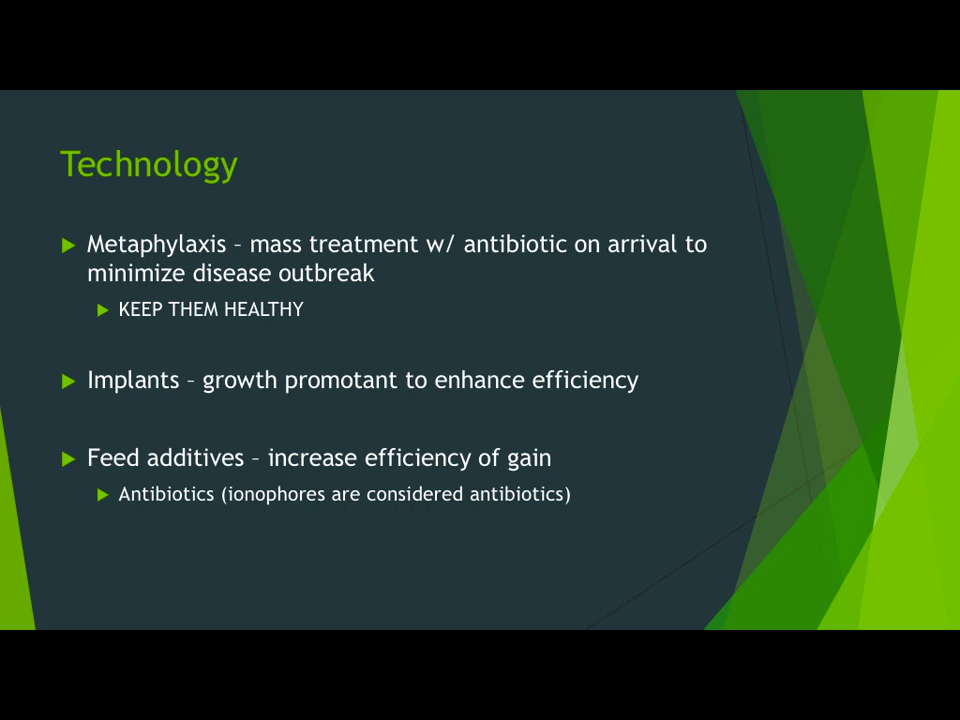 Technology
Metaphylaxis – mass treatment w/ antibiotic on arrival to
minimize disease outbreak
KEEP THEM HEALTHY
Implants – growth promotant to enhance efficiency
Feed additives – increase efficiency of gain
Antibiotics (ionophores are considered antibiotics)